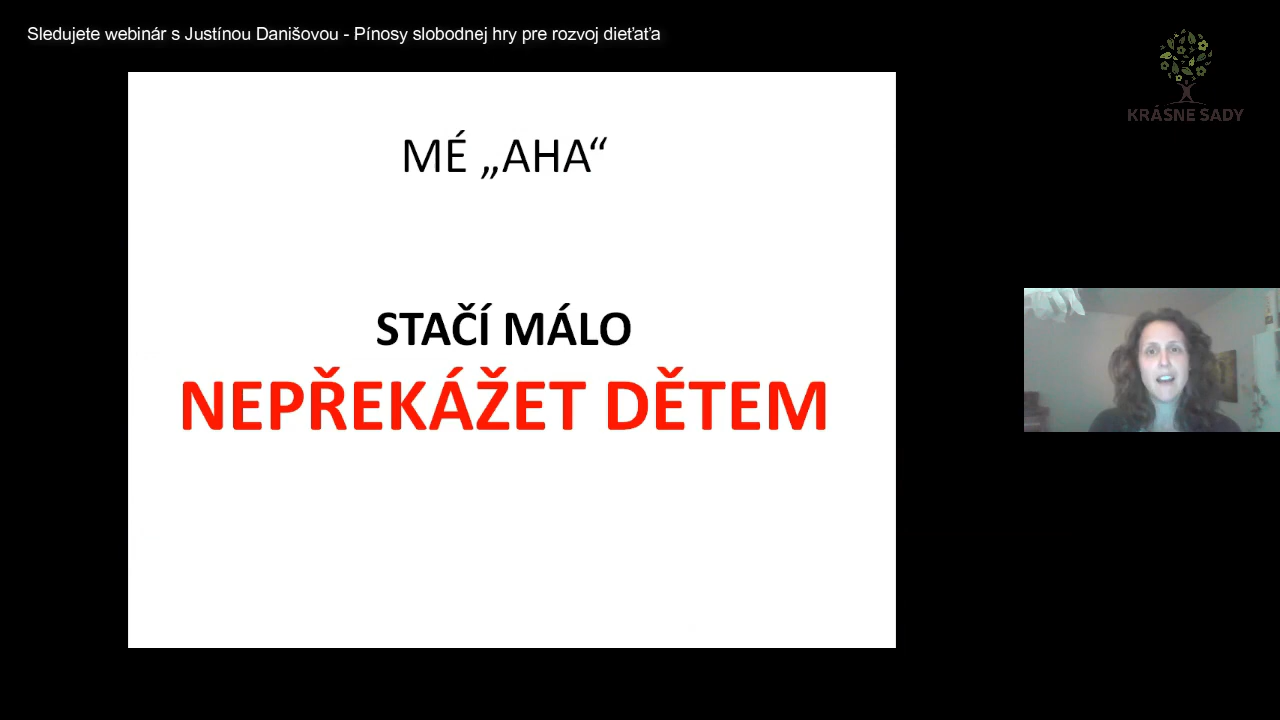 Sledujete webinár s Justínou Danišovou - Pínosy slobodnej hry pre rozvoj dieťaťa
KRÁSNE SADY
MÉ „AHA“
STAČÍ MÁLO
NEPŘEKÁŽET DĚTEM